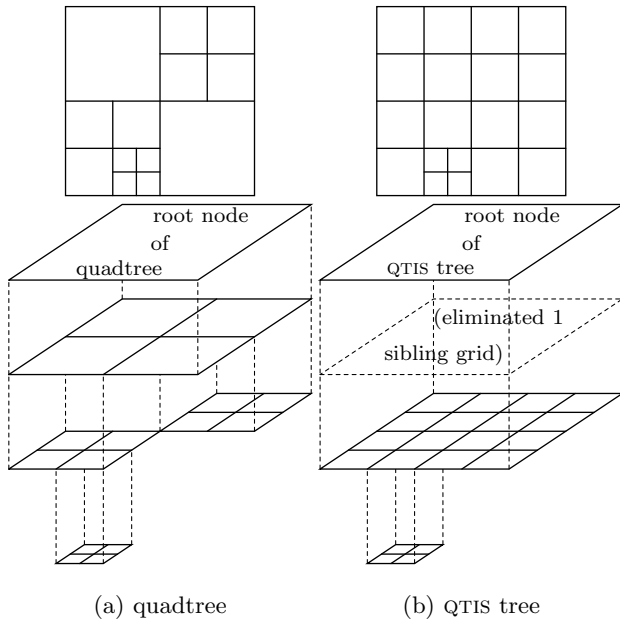 root node
of
quadtree
root node
of
QTIS tree
(eliminated 1
sibling grid)
(a) quadtree
(b) QTIS tree